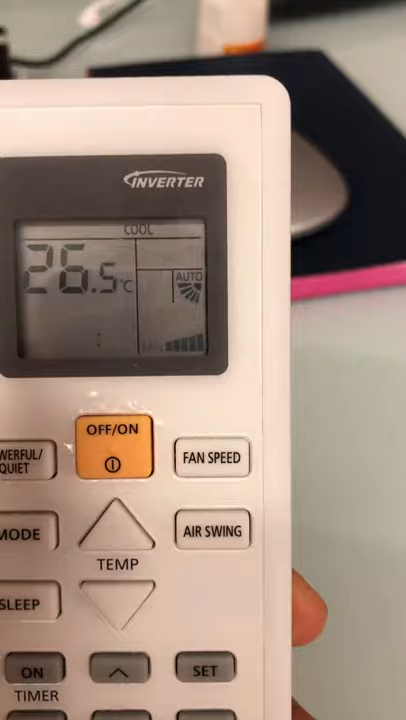 INVERTER
COOL
26.5°C
AUTO
FAN
OFF/ON
WERFUL/
QUIET
FAN SPEED
MODE
AIR SWING
TEMP
SLEEP
ON
SET
TIMER